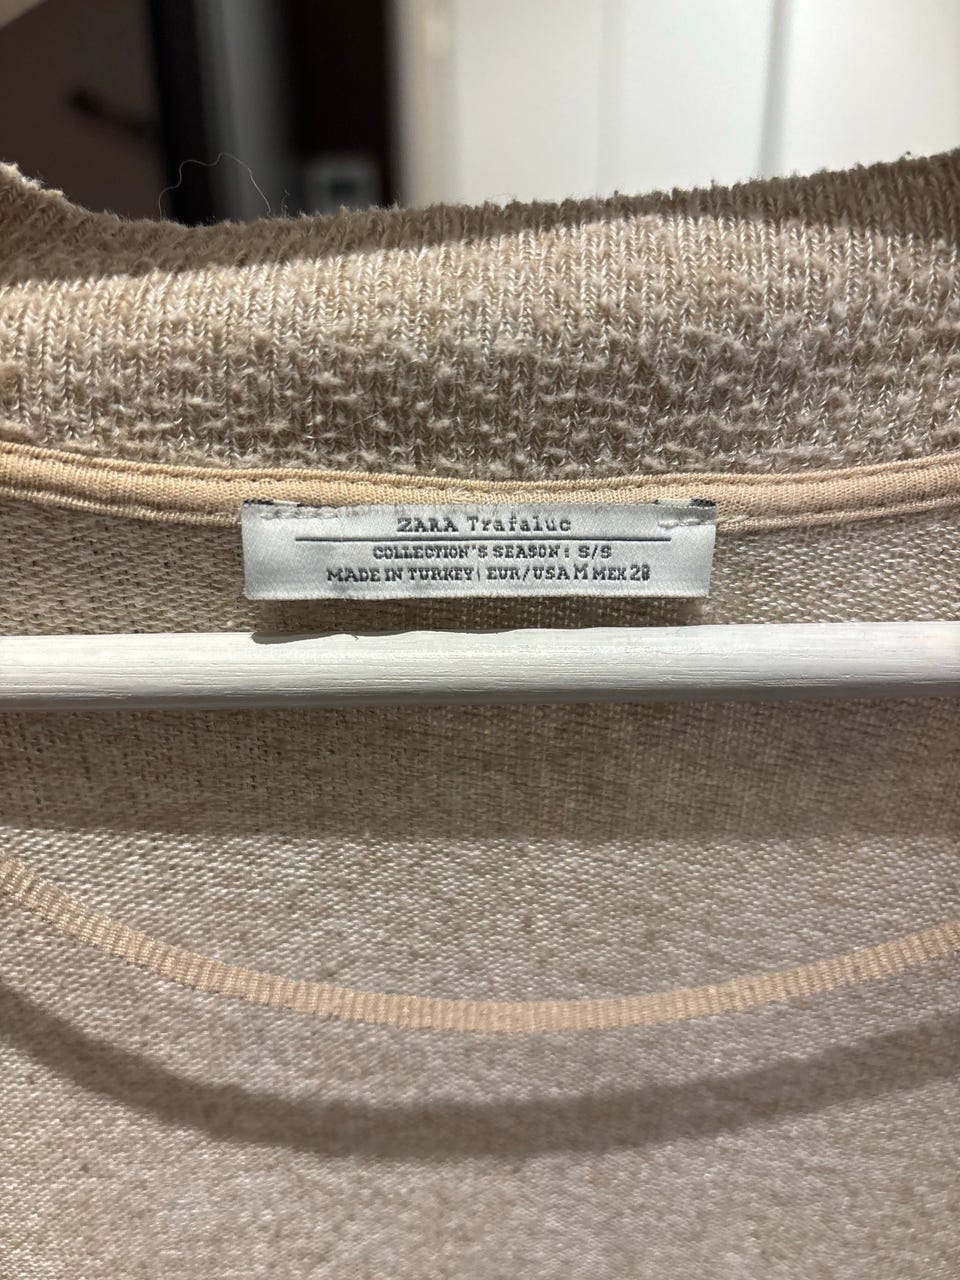 ZARA Trafaluc
COLLECTION'S SEASON: S/S
MADE IN TURKEY| EUR/USA M MEX 28